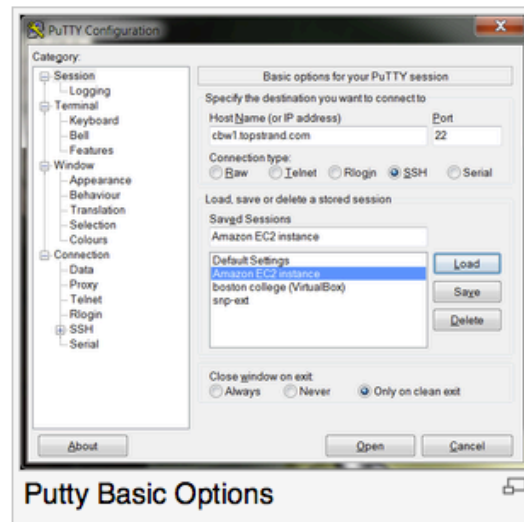 PuTTY Configuration
Category:
Session
Logging
Terminal
Keyboard
Bell
Features
Window
Appearance
Behaviour
Translation
Selection
Colours
Connection
Data
Proxy
Telnet
Rlogin
SSH
Serial
Basic options for your PuTTY session
Specify the destination you want to connect to
Host Name (or IP address) Port
cbw1.topstrand.com 22
Connection type:
Raw Telnet Rlogin SSH Serial
Load, save or delete a stored session
Saved Sessions
Amazon EC2 instance
Default Settings
Amazon EC2 instance
boston college (VirtualBox)
snp-ext
Load
Save
Delete
Close window on exit:
Always Never Only on clean exit
About Open Cancel
Putty Basic Options